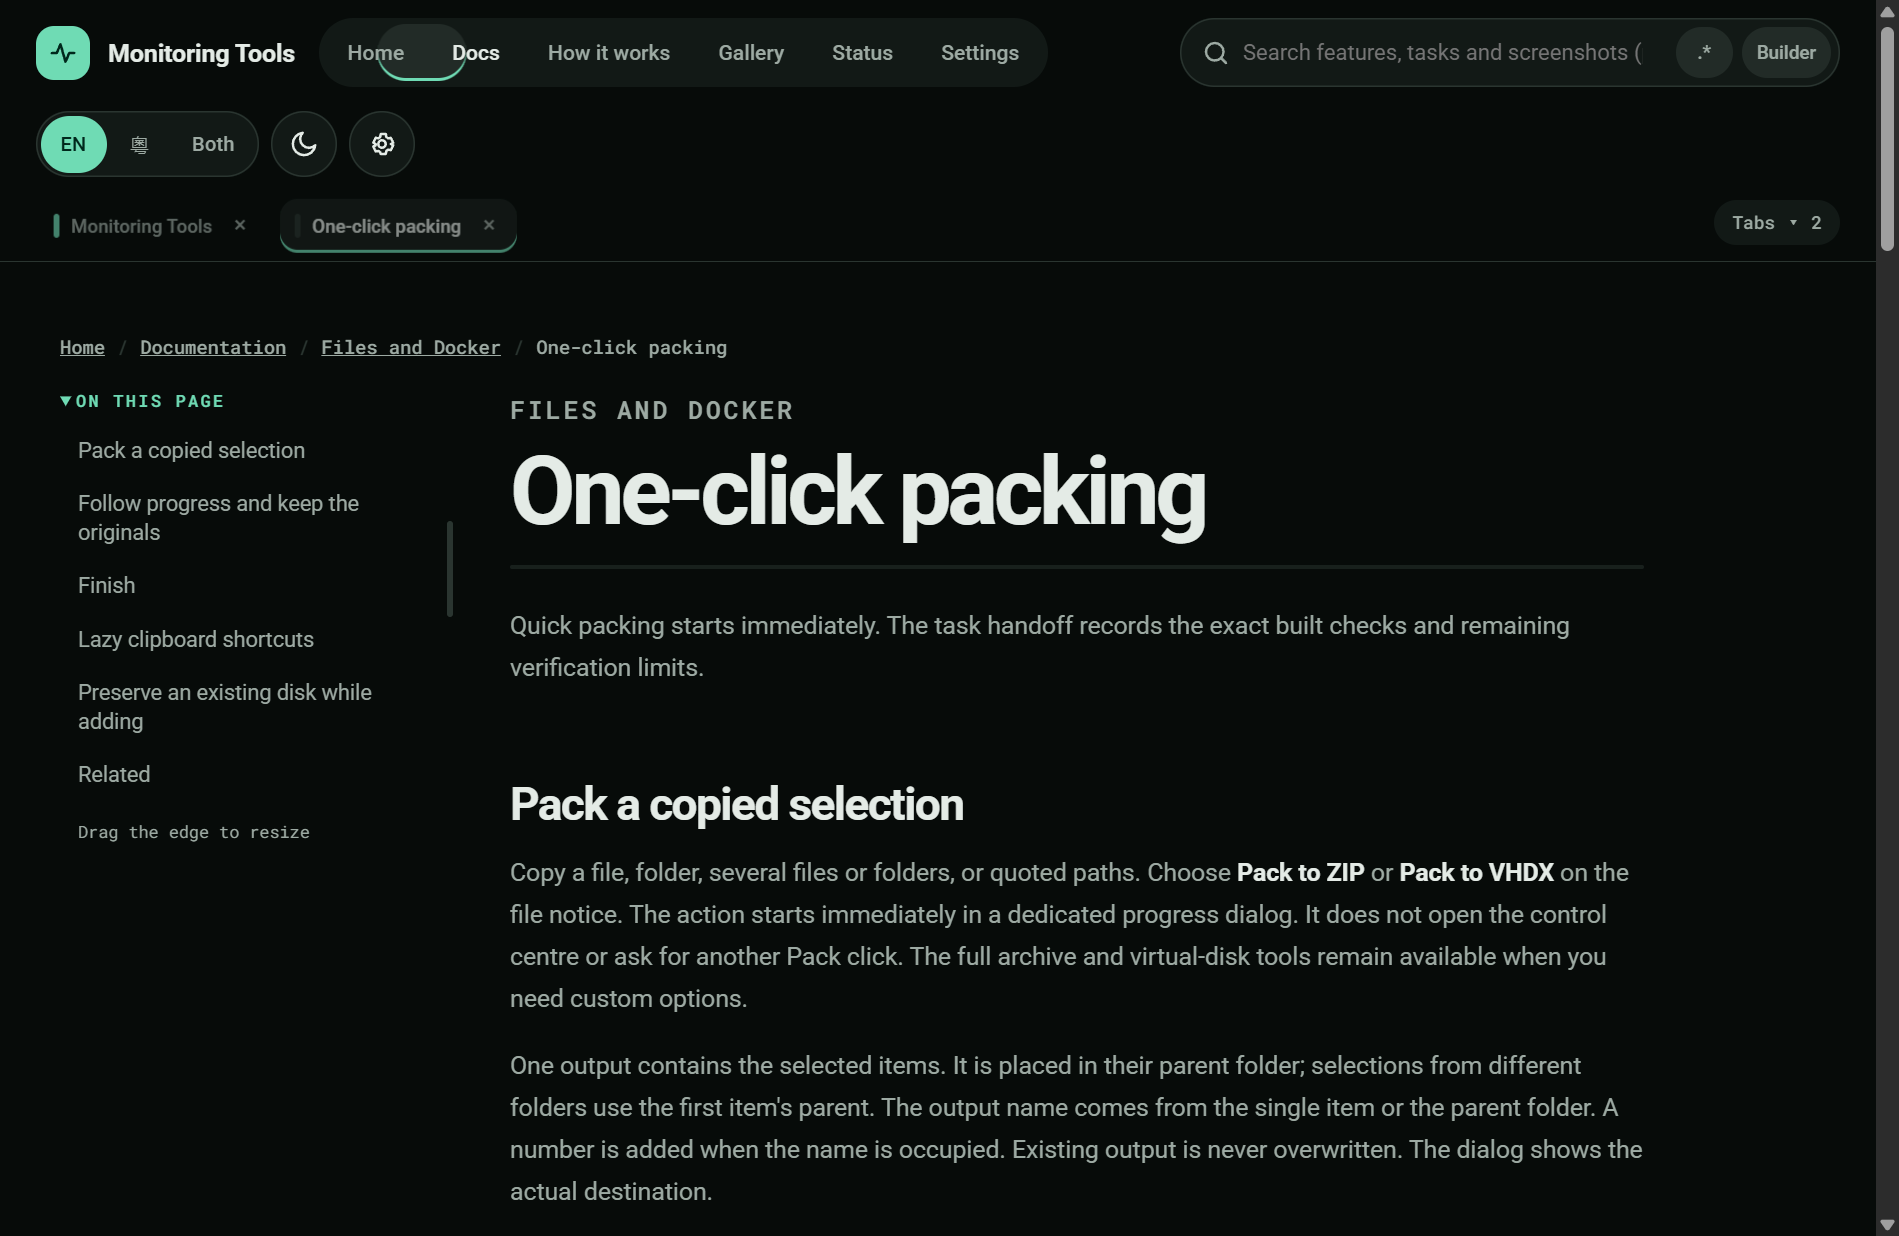 Monitoring Tools
Home
Docs
How it works
Gallery
Status
Settings
Search features, tasks and screenshots (
.*
Builder
EN
粵
Both
Monitoring Tools ×
One-click packing ×
Tabs ▾ 2
Home / Documentation / Files and Docker / One-click packing
▼ON THIS PAGE
Pack a copied selection
Follow progress and keep the
originals
Finish
Lazy clipboard shortcuts
Preserve an existing disk while
adding
Related
Drag the edge to resize
FILES AND DOCKER
One-click packing
Quick packing starts immediately. The task handoff records the exact built checks and remaining
verification limits.
Pack a copied selection
Copy a file, folder, several files or folders, or quoted paths. Choose Pack to ZIP or Pack to VHDX on the
file notice. The action starts immediately in a dedicated progress dialog. It does not open the control
centre or ask for another Pack click. The full archive and virtual-disk tools remain available when you
need custom options.
One output contains the selected items. It is placed in their parent folder; selections from different
folders use the first item's parent. The output name comes from the single item or the parent folder. A
number is added when the name is occupied. Existing output is never overwritten. The dialog shows the
actual destination.